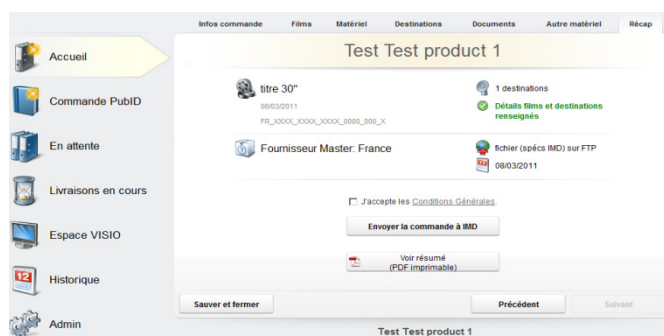 Infos commande Films Matériel Destinations Documents Autre matériel Récap
Accueil
Commande PubID
En attente
Livraisons en cours
Espace VISIO
12
Historique
Admin
Test Test product 1
titre 30"
08/03/2011
FR_XXXX_XXXX_XXXX_0000_000_X
1 destinations
Détails films et destinations
renseignés
Fournisseur Master: France
fichier (spécs IMD) sur FTP
08/03/2011
J'accepte les Conditions Générales.
Envoyer la commande à IMD
Voir résumé
(PDF imprimable)
Sauver et fermer Précédent Suivant
Test Test product 1